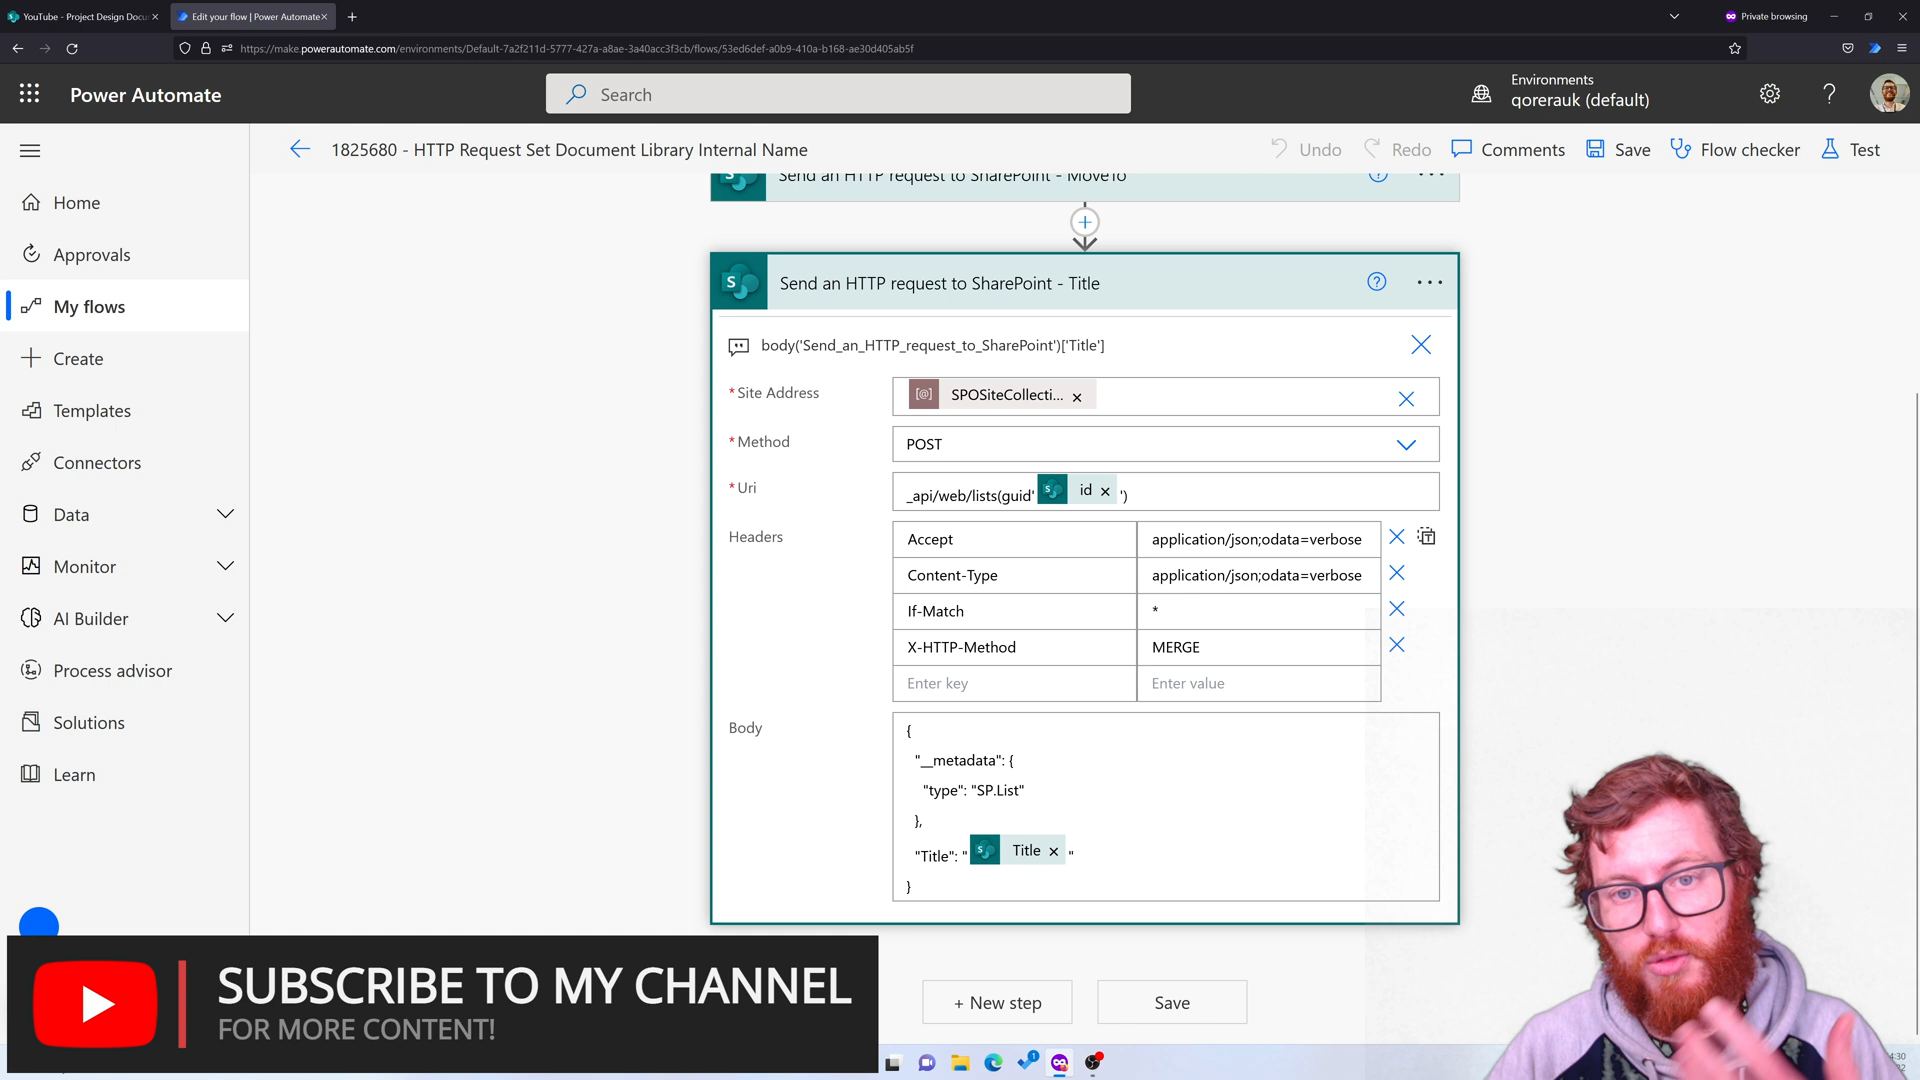 YouTube - Project Design Docu
Edit your flow | Power Automate
Private browsing
https://make.powerautomate.com/environments/Default-7a2f211d-5777-427a-a8ae-3a40acc3f3cb/flows/53ed6def-a0b9-410a-b168-ae30d405ab5f
Power Automate
Search
Environments
qorerauk (default)
1825680 - HTTP Request Set Document Library Internal Name
Undo
Redo
Comments
Save
Flow checker
Test
Home
Approvals
My flows
Create
Templates
Connectors
Data
Monitor
AI Builder
Process advisor
Solutions
Learn
Send an HTTP request to SharePoint - MoveTo
Send an HTTP request to SharePoint - Title
body('Send_an_HTTP_request_to_SharePoint')['Title']
* Site Address
SPOSiteCollecti...
* Method
POST
* Uri
_api/web/lists(guid' id ')
Headers
Accept application/json;odata=verbose
Content-Type application/json;odata=verbose
If-Match *
X-HTTP-Method MERGE
Enter key Enter value
Body
{
"__metadata": {
"type": "SP.List"
},
"Title": " Title "
}
+ New step
Save
SUBSCRIBE TO MY CHANNEL
FOR MORE CONTENT!